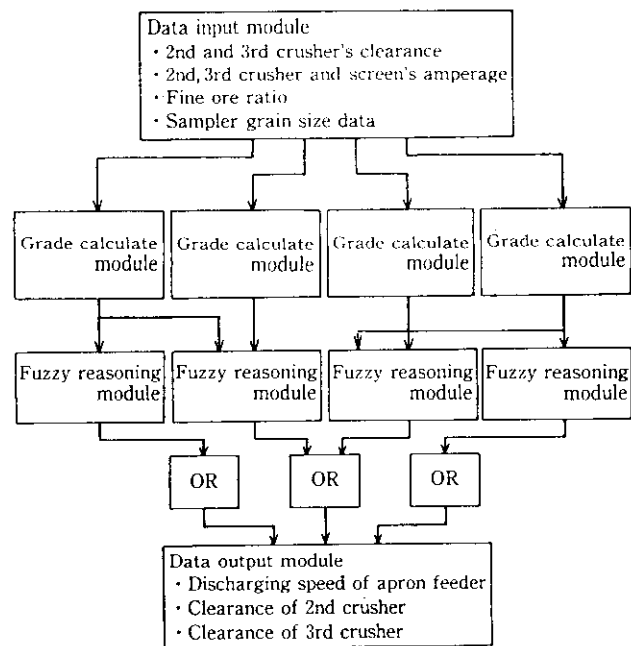 Data input module
· 2nd and 3rd crusher's clearance
· 2nd, 3rd crusher and screen's amperage
· Fine ore ratio
· Sampler grain size data
Grade calculate
module
Grade calculate
module
Grade calculate
module
Grade calculate
module
Fuzzy reasoning
module
Fuzzy reasoning
module
Fuzzy reasoning
module
Fuzzy reasoning
module
OR
OR
OR
Data output module
· Discharging speed of apron feeder
· Clearance of 2nd crusher
· Clearance of 3rd crusher